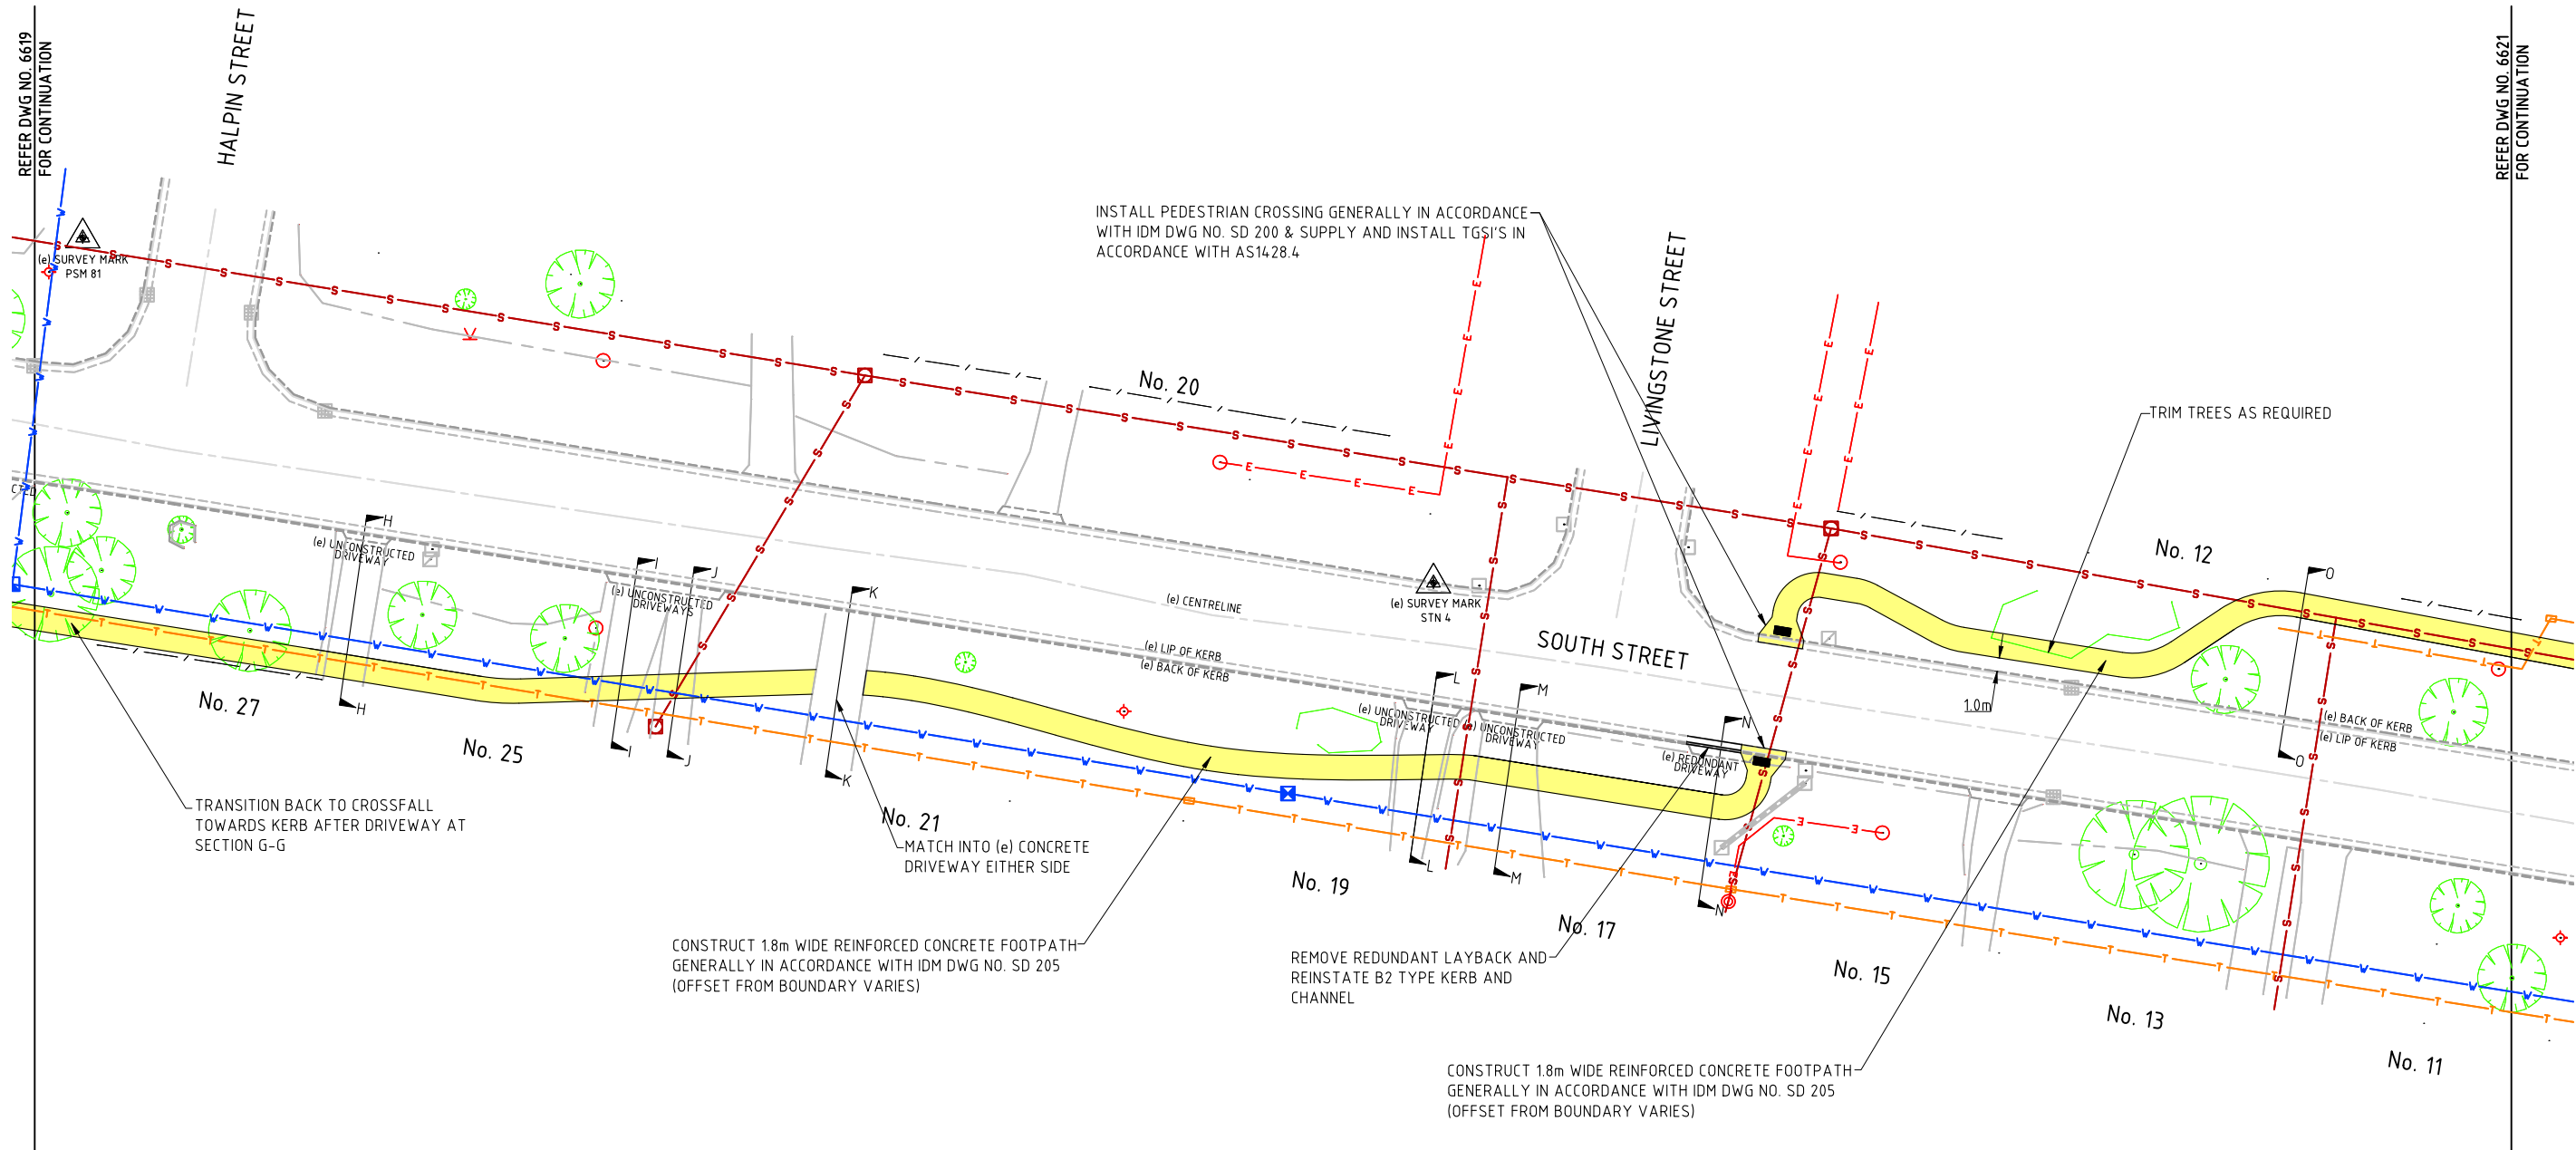 REFER DWG NO. 6619
FOR CONTINUATION
HALPIN STREET
REFER DWG NO. 6621
FOR CONTINUATION
(e) SURVEY MARK
PSM 81
INSTALL PEDESTRIAN CROSSING GENERALLY IN ACCORDANCE
WITH IDM DWG NO. SD 200 & SUPPLY AND INSTALL TGSI'S IN
ACCORDANCE WITH AS1428.4
LIVINGSTONE STREET
No. 20
TRIM TREES AS REQUIRED
No. 12
H
(e) UNCONSTRUCTED
DRIVEWAY
I
J
K
(e) UNCONSTRUCTED
DRIVEWAYS
(e) CENTRELINE
(e) SURVEY MARK
STN 4
O
SOUTH STREET
(e) LIP OF KERB
(e) BACK OF KERB
1.0m
L
M
N
(e) UNCONSTRUCTED
DRIVEWAY
(e) UNCONSTRUCTED
DRIVEWAY
(e) REDUNDANT
DRIVEWAY
(e) BACK OF KERB
(e) LIP OF KERB
O
No. 27
H
No. 25
I
J
K
No. 21
TRANSITION BACK TO CROSSFALL
TOWARDS KERB AFTER DRIVEWAY AT
SECTION G-G
MATCH INTO (e) CONCRETE
DRIVEWAY EITHER SIDE
L
M
N
No. 19
No. 17
CONSTRUCT 1.8m WIDE REINFORCED CONCRETE FOOTPATH
GENERALLY IN ACCORDANCE WITH IDM DWG NO. SD 205
(OFFSET FROM BOUNDARY VARIES)
REMOVE REDUNDANT LAYBACK AND
REINSTATE B2 TYPE KERB AND
CHANNEL
No. 15
No. 13
No. 11
CONSTRUCT 1.8m WIDE REINFORCED CONCRETE FOOTPATH
GENERALLY IN ACCORDANCE WITH IDM DWG NO. SD 205
(OFFSET FROM BOUNDARY VARIES)